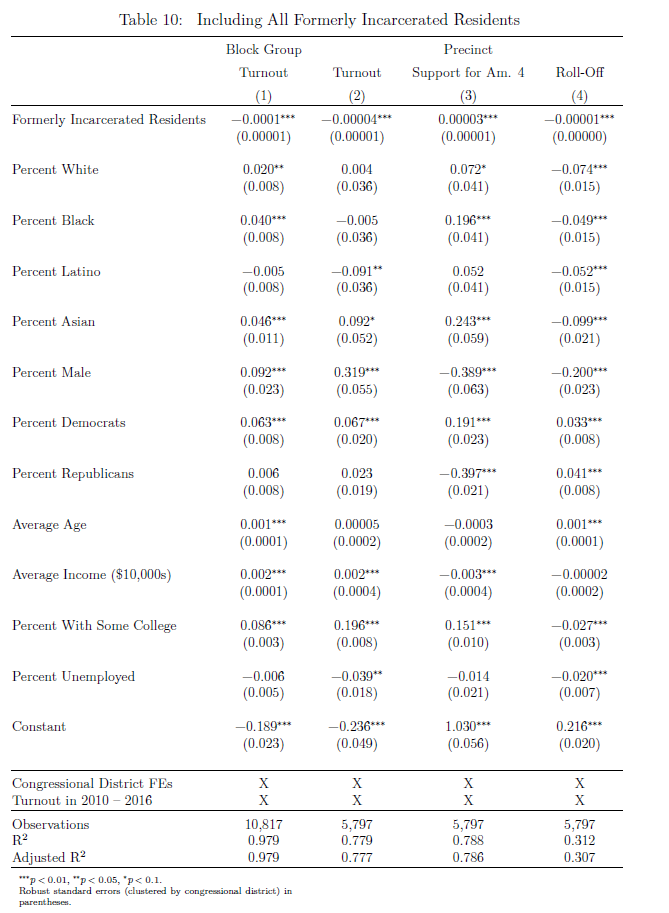 Table 10: Including All Formerly Incarcerated Residents
Block Group Precinct
Turnout Turnout Support for Am. 4 Roll-Off
(1) (2) (3) (4)
Formerly Incarcerated Residents −0.0001*** −0.00004*** 0.00003*** −0.00001***
(0.00001) (0.00001) (0.00001) (0.00000)
Percent White 0.020** 0.004 0.072* −0.074***
(0.008) (0.036) (0.041) (0.015)
Percent Black 0.040*** −0.005 0.196*** −0.049***
(0.008) (0.036) (0.041) (0.015)
Percent Latino −0.005 −0.091** 0.052 −0.052***
(0.008) (0.036) (0.041) (0.015)
Percent Asian 0.046*** 0.092* 0.243*** −0.099***
(0.011) (0.052) (0.059) (0.021)
Percent Male 0.092*** 0.319*** −0.389*** −0.200***
(0.023) (0.055) (0.063) (0.023)
Percent Democrats 0.063*** 0.067*** 0.191*** 0.033***
(0.008) (0.020) (0.023) (0.008)
Percent Republicans 0.006 0.023 −0.397*** 0.041***
(0.008) (0.019) (0.021) (0.008)
Average Age 0.001*** 0.00005 −0.0003 0.001***
(0.0001) (0.0002) (0.0002) (0.0001)
Average Income ($10,000s) 0.002*** 0.002*** −0.003*** −0.00002
(0.0001) (0.0004) (0.0004) (0.0002)
Percent With Some College 0.086*** 0.196*** 0.151*** −0.027***
(0.003) (0.008) (0.010) (0.003)
Percent Unemployed −0.006 −0.039** −0.014 −0.020***
(0.005) (0.018) (0.021) (0.007)
Constant −0.189*** −0.236*** 1.030*** 0.216***
(0.023) (0.049) (0.056) (0.020)
Congressional District FEs X X X X
Turnout in 2010 – 2016 X X X X
Observations 10,817 5,797 5,797 5,797
R² 0.979 0.779 0.788 0.312
Adjusted R² 0.979 0.777 0.786 0.307
***p < 0.01, **p < 0.05, *p < 0.1.
Robust standard errors (clustered by congressional district) in
parentheses.